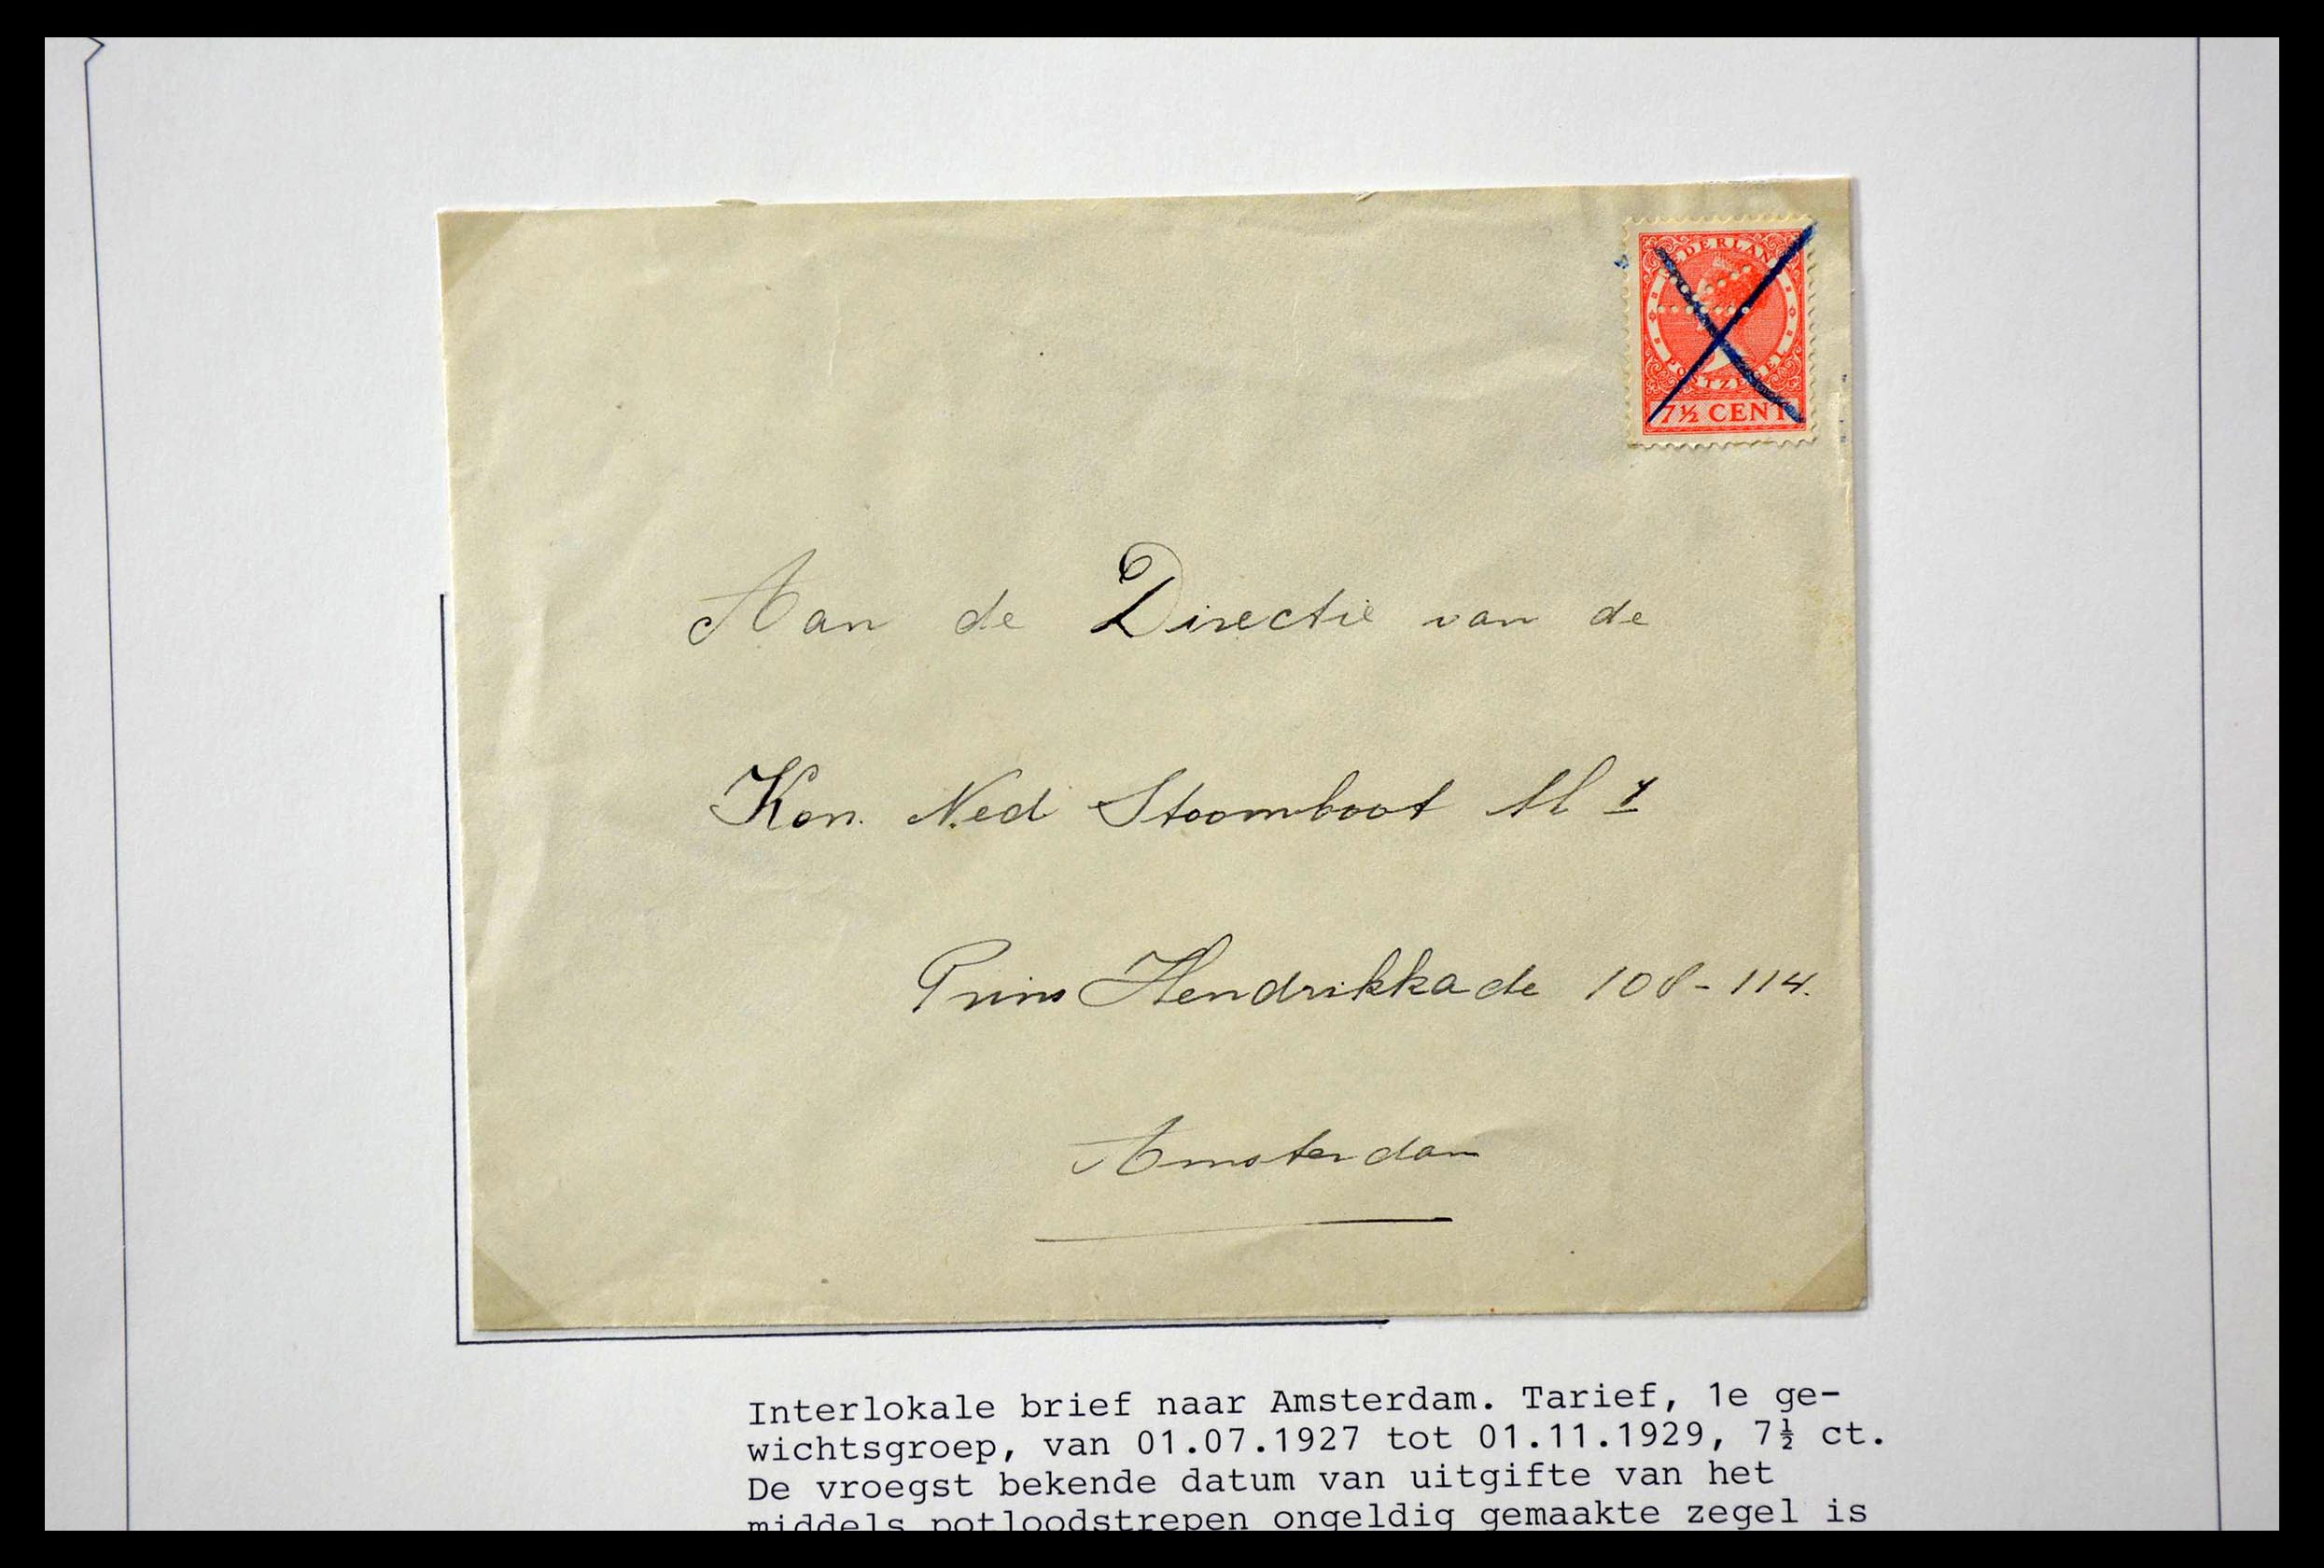 NEDERLAND
POSTZEGEL
7½ CENT
Aan de Directie van de
Kon. Ned Stoomboot Mij
Prins Hendrikkade 108-114.
Amsterdam
Interlokale brief naar Amsterdam. Tarief, 1e ge-
wichtsgroep, van 01.07.1927 tot 01.11.1929, 7½ ct.
De vroegst bekende datum van uitgifte van het
middels potloodstrepen ongeldig gemaakte zegel is